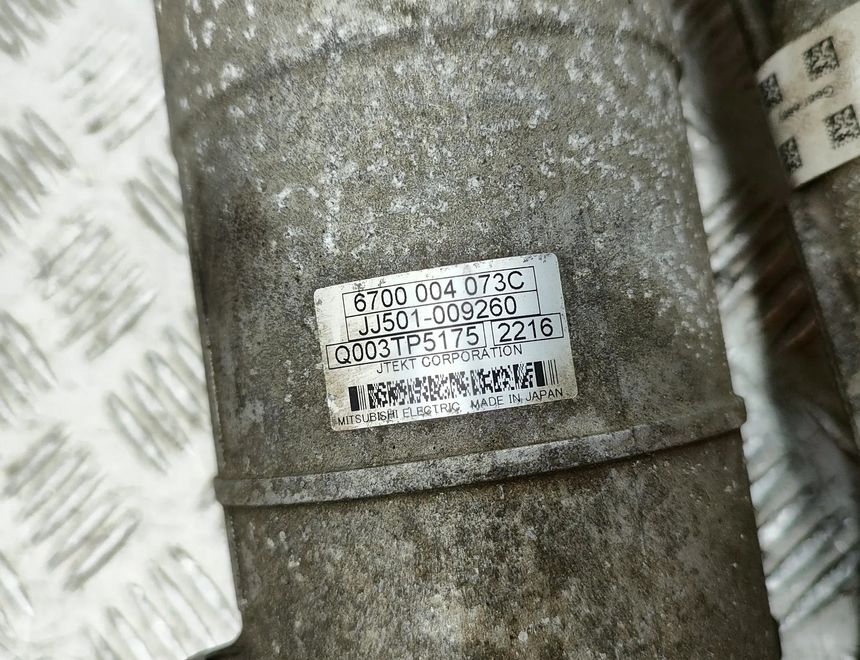 6700 004 073C
JJ501-009260
Q003TP5175 2216
JTEKT CORPORATION
MITSUBISHI ELECTRIC MADE IN JAPAN